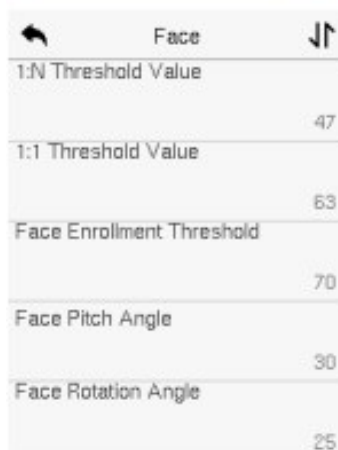 Face
1:N Threshold Value
47
1:1 Threshold Value
63
Face Enrollment Threshold
70
Face Pitch Angle
30
Face Rotation Angle
25